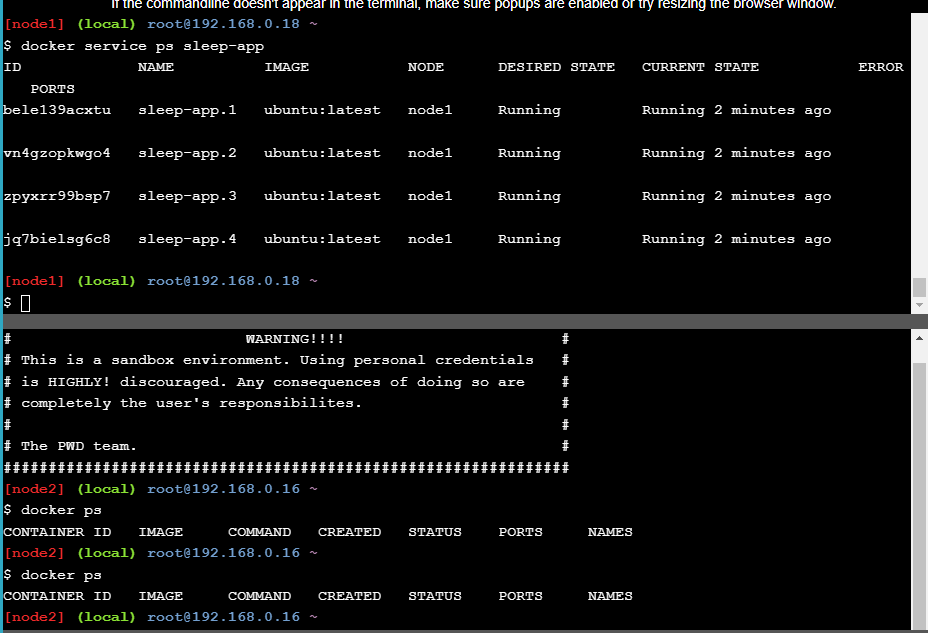 If the commandline doesn't appear in the terminal, make sure popups are enabled or try resizing the browser window.
[node1] (local) root@192.168.0.18 ~
$ docker service ps sleep-app
ID NAME IMAGE NODE DESIRED STATE CURRENT STATE ERROR
PORTS
bele139acxtu sleep-app.1 ubuntu:latest node1 Running Running 2 minutes ago
vn4gzopkwgo4 sleep-app.2 ubuntu:latest node1 Running Running 2 minutes ago
zpyxrr99bsp7 sleep-app.3 ubuntu:latest node1 Running Running 2 minutes ago
jq7bielsg6c8 sleep-app.4 ubuntu:latest node1 Running Running 2 minutes ago
[node1] (local) root@192.168.0.18 ~
$
# WARNING!!!! #
# This is a sandbox environment. Using personal credentials #
# is HIGHLY! discouraged. Any consequences of doing so are #
# completely the user's responsibilites. #
# #
# The PWD team. #
###############################################################
[node2] (local) root@192.168.0.16 ~
$ docker ps
CONTAINER ID IMAGE COMMAND CREATED STATUS PORTS NAMES
[node2] (local) root@192.168.0.16 ~
$ docker ps
CONTAINER ID IMAGE COMMAND CREATED STATUS PORTS NAMES
[node2] (local) root@192.168.0.16 ~